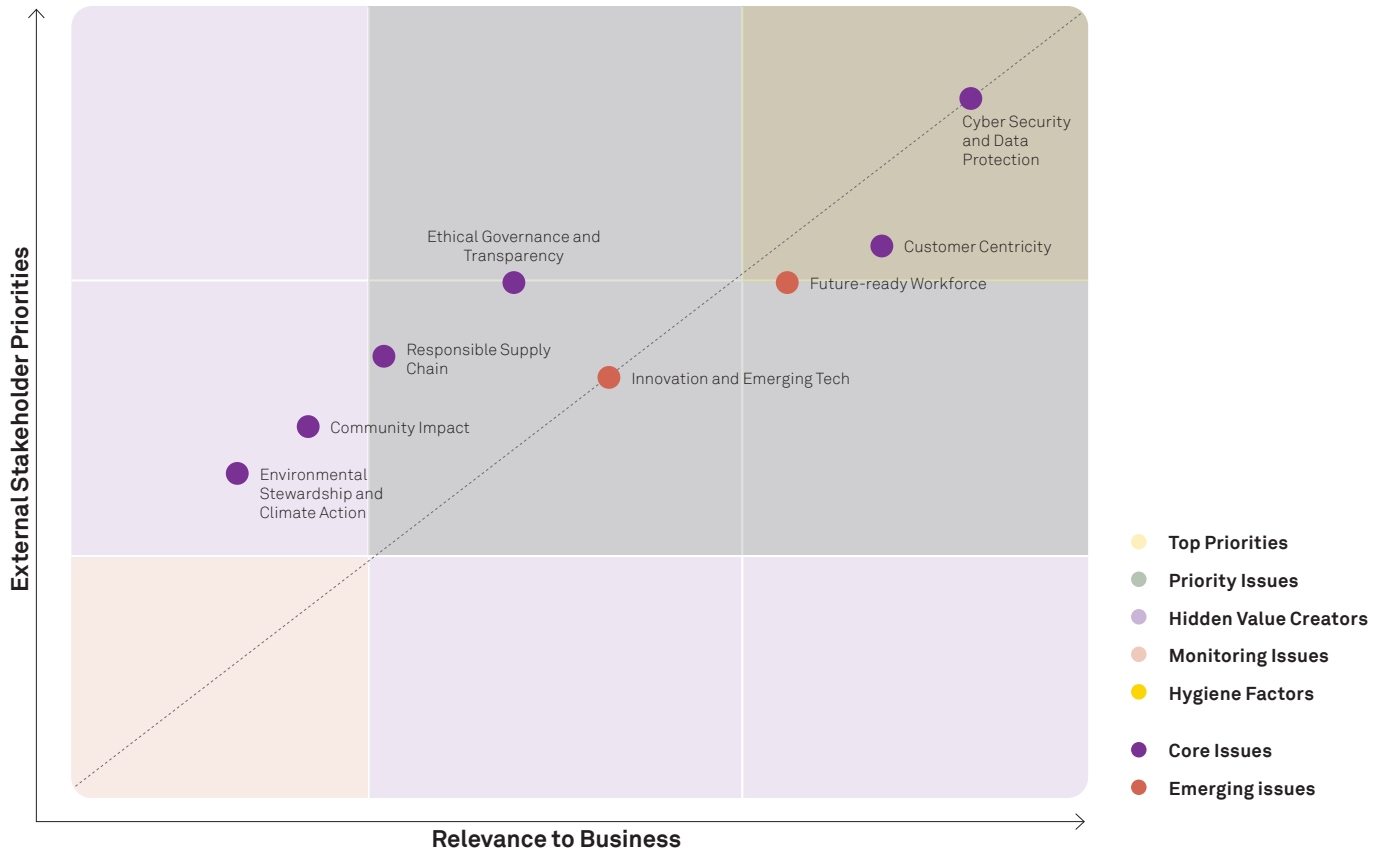 External Stakeholder Priorities
Cyber Security
and Data
Protection
Ethical Governance and
Transparency
Customer Centricity
Future-ready Workforce
Responsible Supply
Chain
Innovation and Emerging Tech
Community Impact
Environmental
Stewardship and
Climate Action
Relevance to Business
Top Priorities
Priority Issues
Hidden Value Creators
Monitoring Issues
Hygiene Factors
Core Issues
Emerging issues